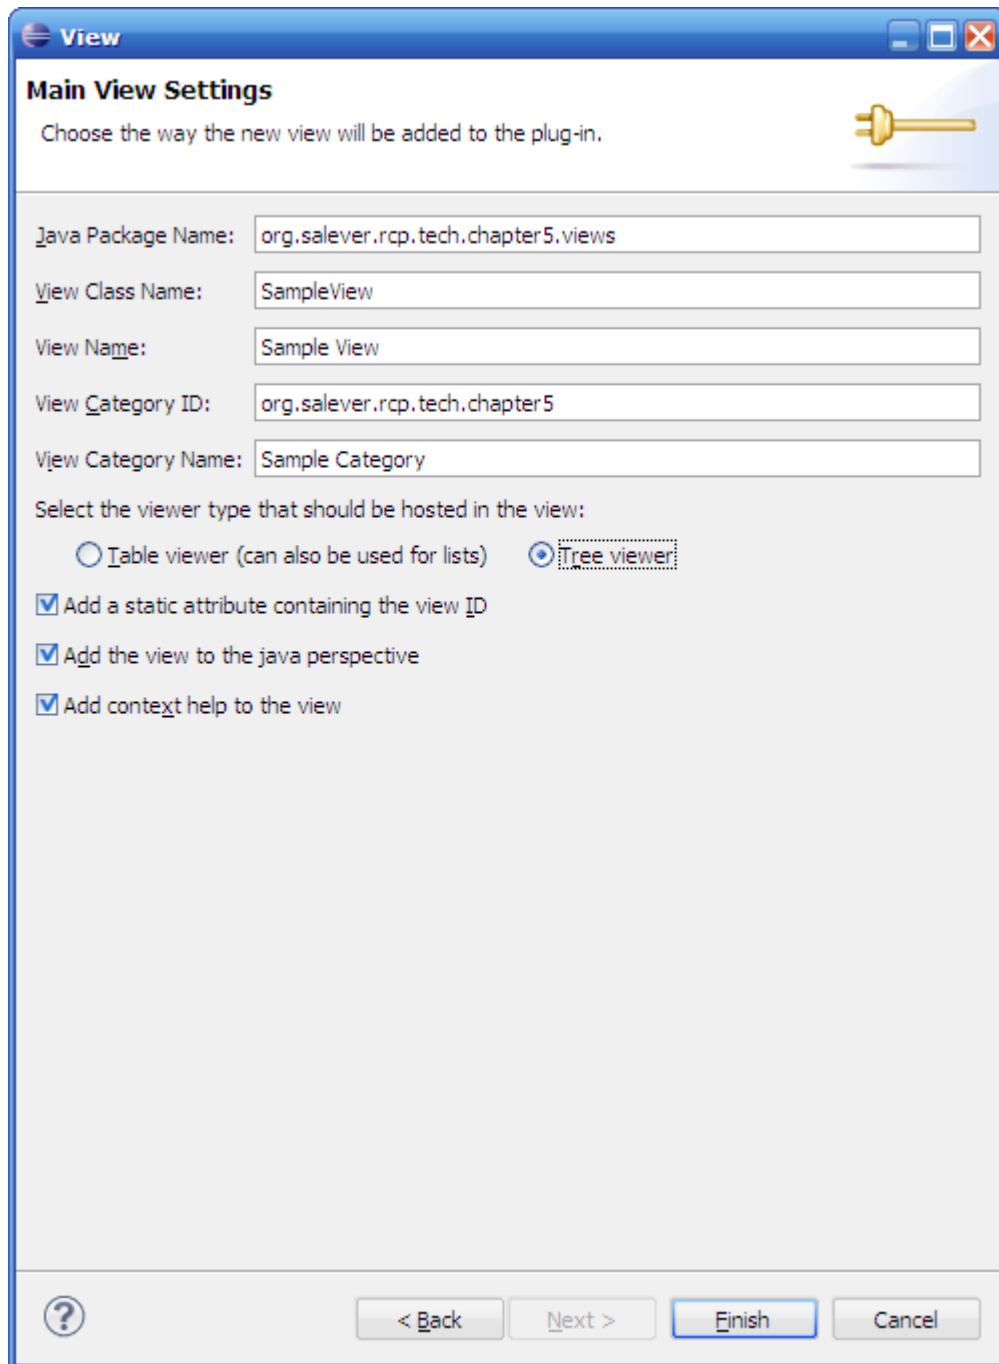 View
Main View Settings
Choose the way the new view will be added to the plug-in.
Java Package Name: org.salever.rcp.tech.chapter5.views
View Class Name: SampleView
View Name: Sample View
View Category ID: org.salever.rcp.tech.chapter5
View Category Name: Sample Category
Select the viewer type that should be hosted in the view:
Table viewer (can also be used for lists) Tree viewer
Add a static attribute containing the view ID
Add the view to the java perspective
Add context help to the view
? < Back Next > Finish Cancel